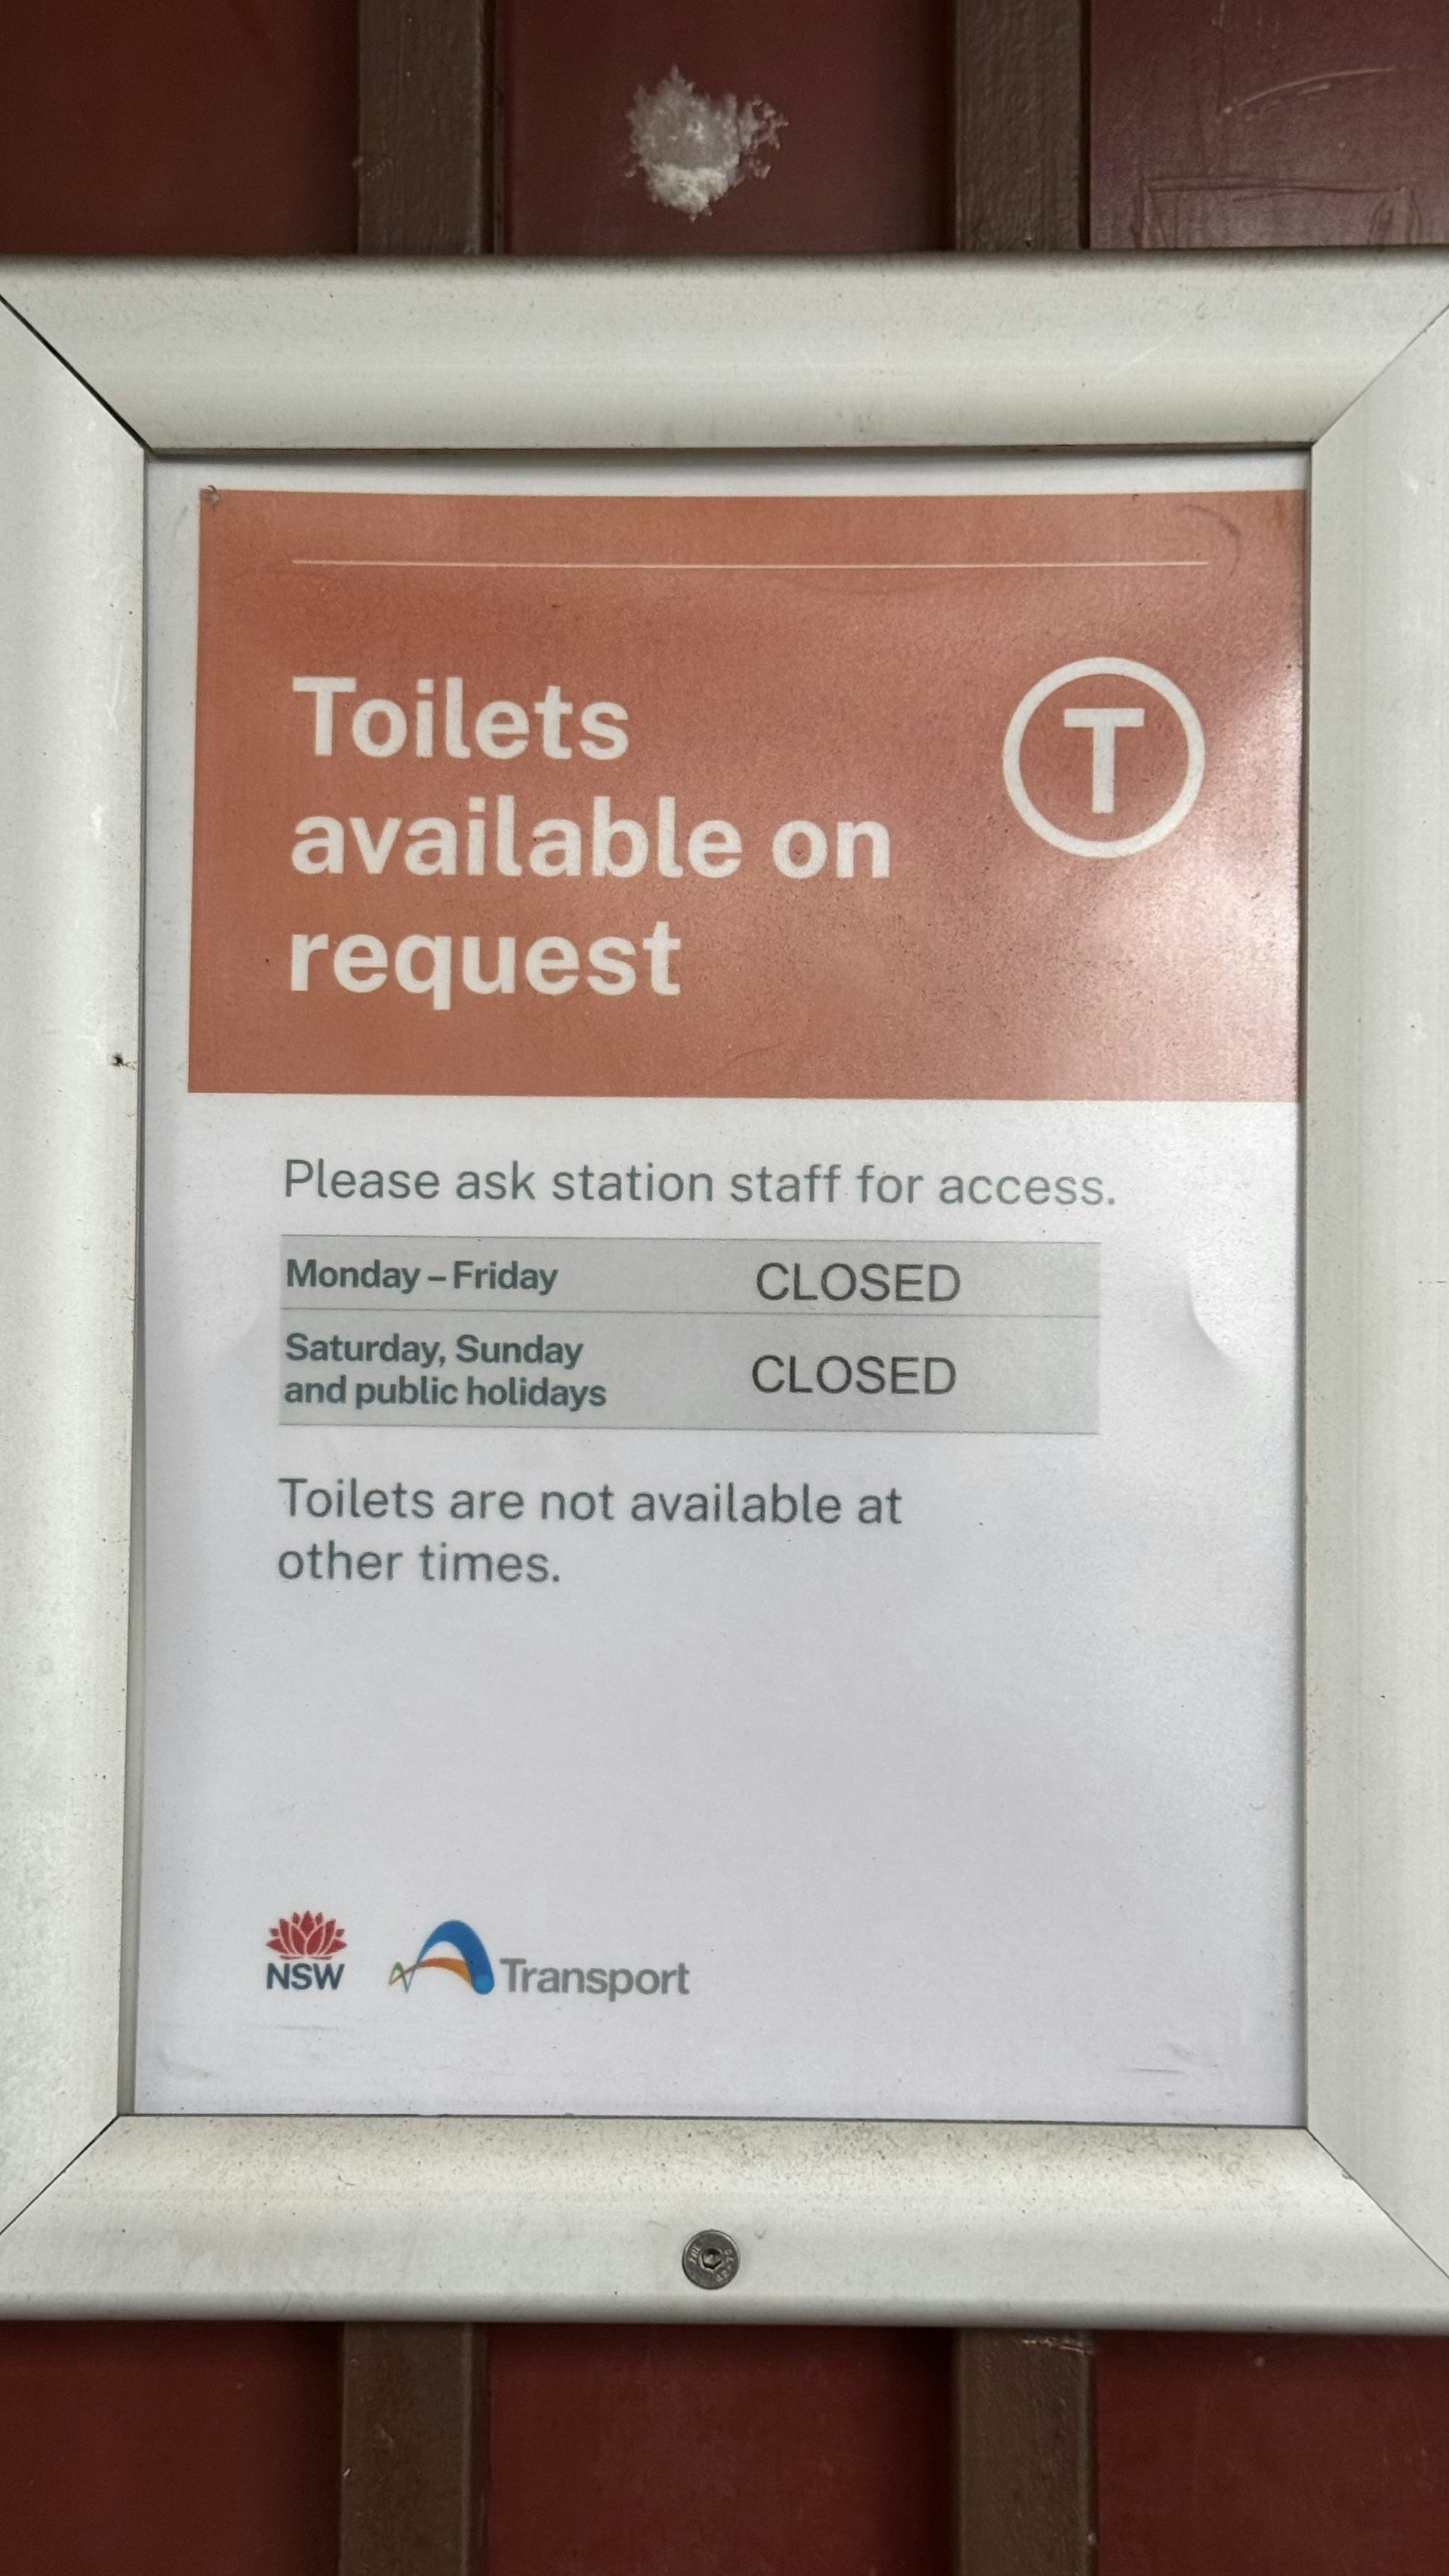 Toilets
available on
request
T
Please ask station staff for access.
Monday – Friday CLOSED
Saturday, Sunday
and public holidays CLOSED
Toilets are not available at
other times.
NSW Transport